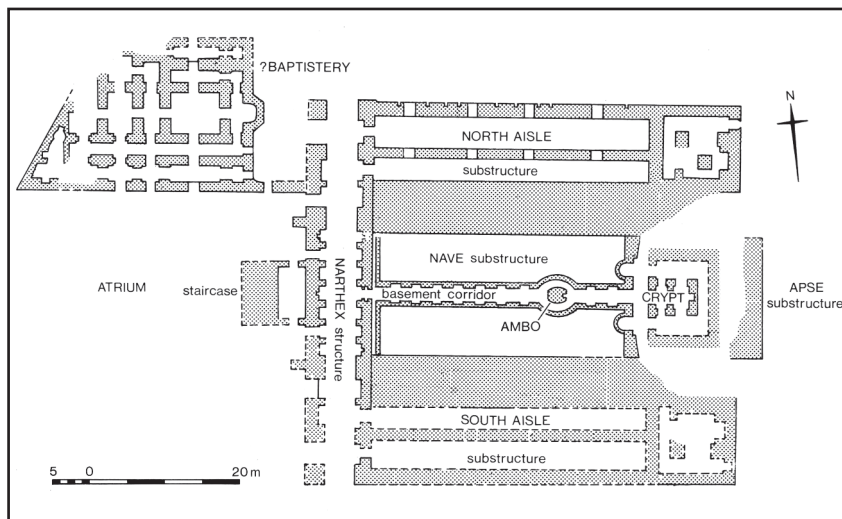 ?BAPTISTERY
N
NORTH AISLE
substructure
NAVE substructure
ATRIUM
staircase
NARTHEX structure
basement corridor
CRYPT
APSE
substructure
AMBO
SOUTH AISLE
substructure
5 0 20 m